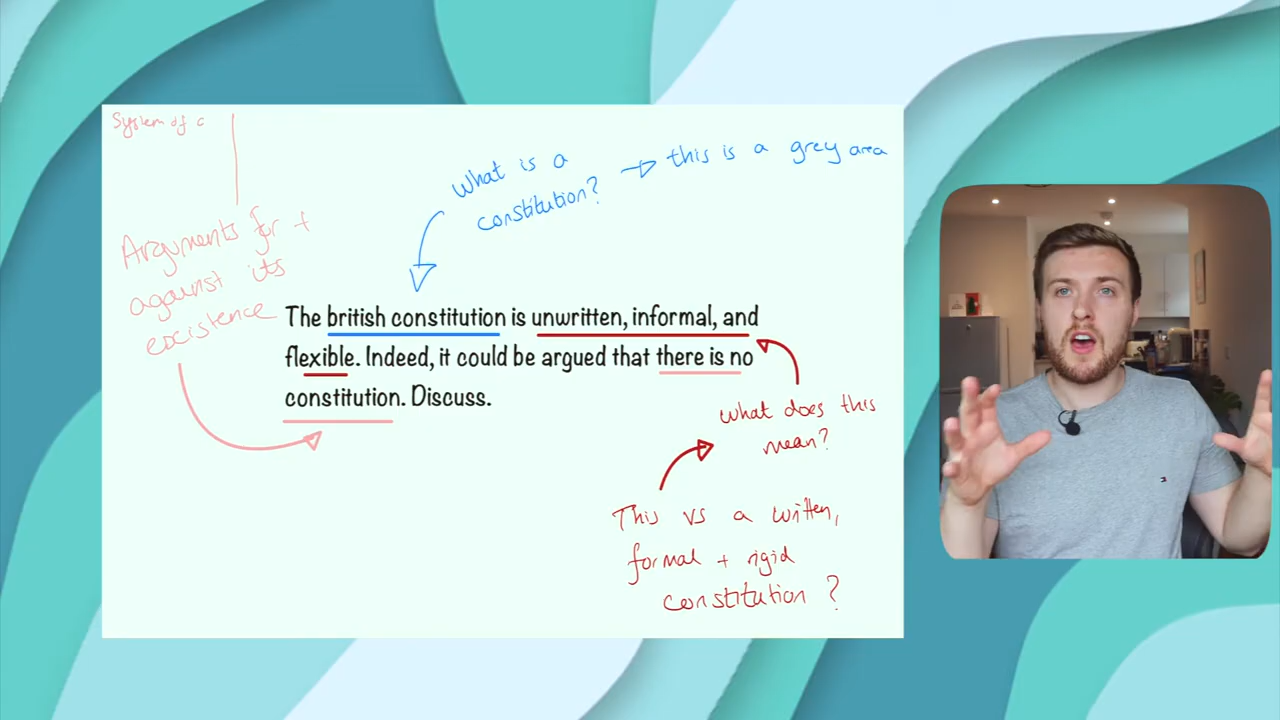 System of c
what is a
constitution?
this is a grey area
Arguments for +
against its
existence
The british constitution is unwritten, informal, and
flexible. Indeed, it could be argued that there is no
constitution. Discuss.
what does this
mean?
This vs a written,
formal + rigid
constitution?